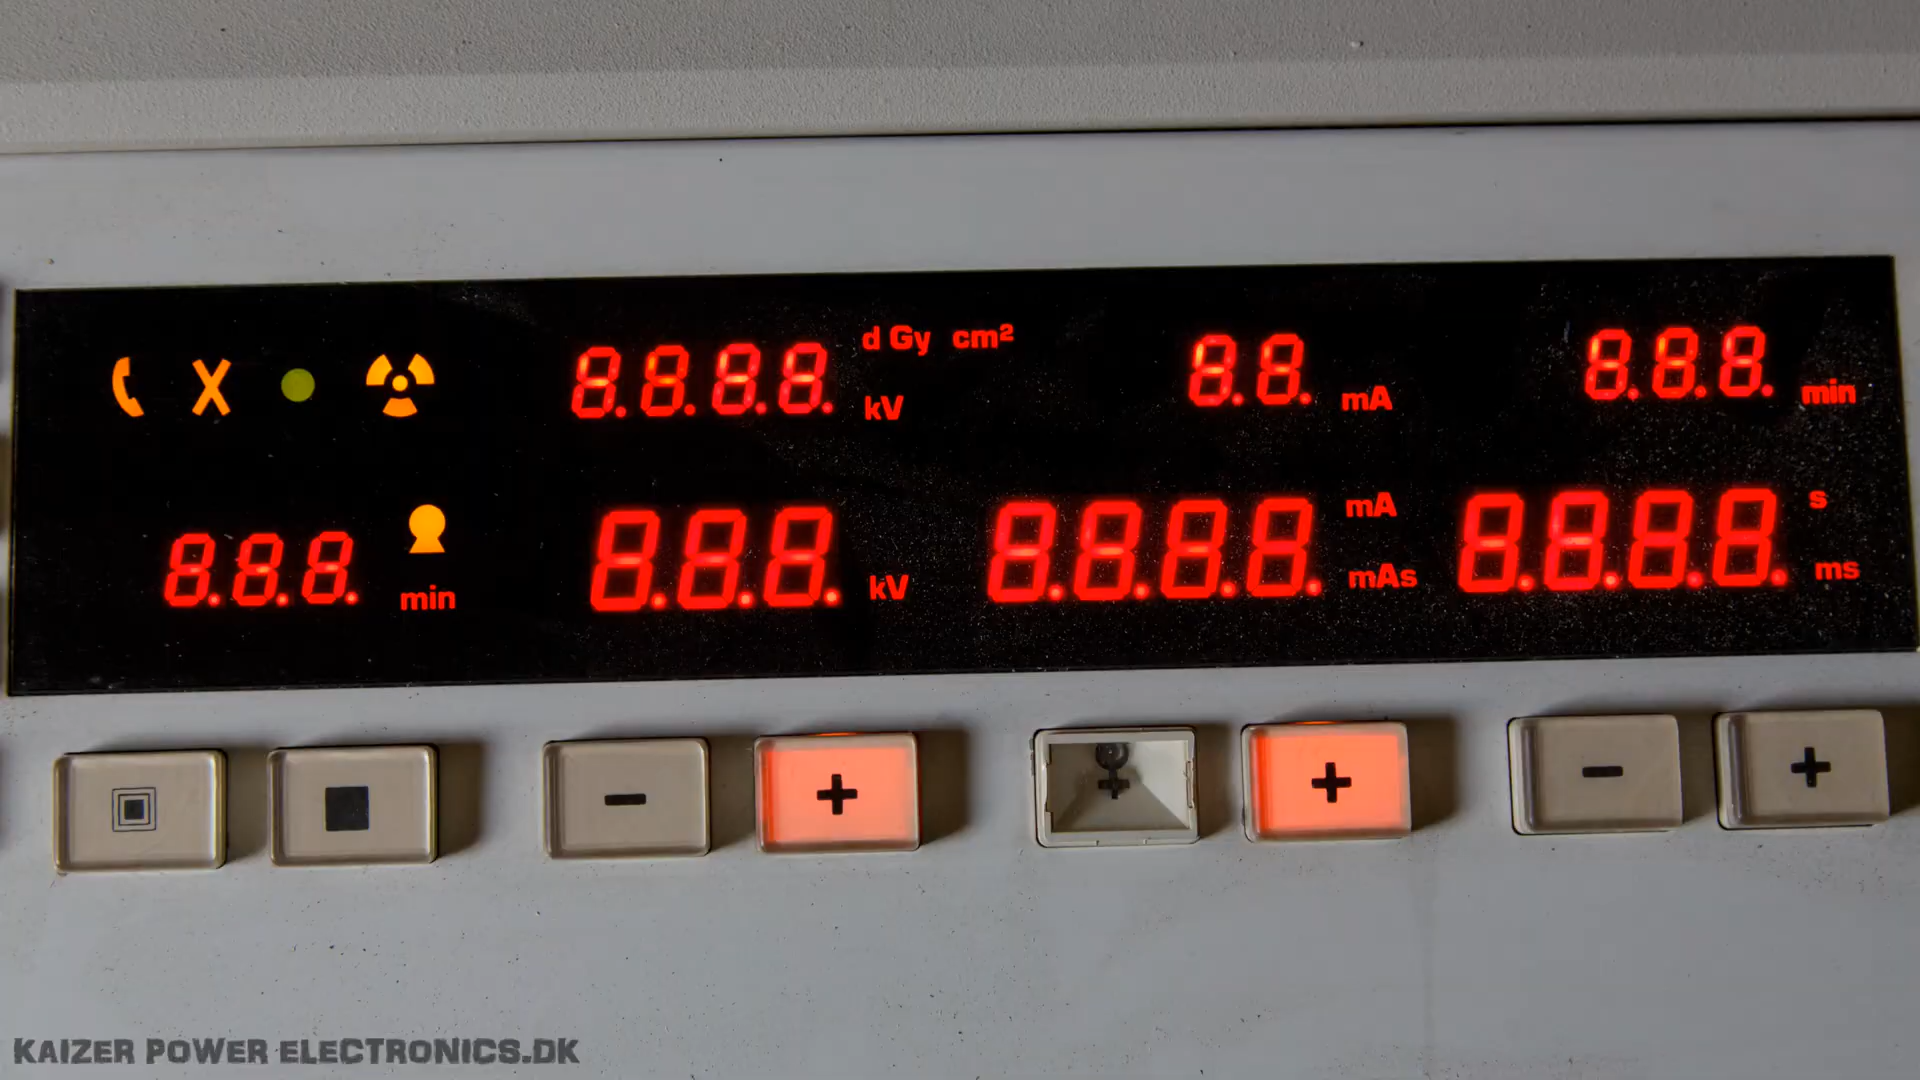 8.8.8.8. d Gy cm² kV
8.8. mA
8.8.8. min
8.8.8. min
8.8.8. kV
8.8.8.8. mA mAs
8.8.8.8. s ms
- + + - +
KAIZER POWER ELECTRONICS.DK